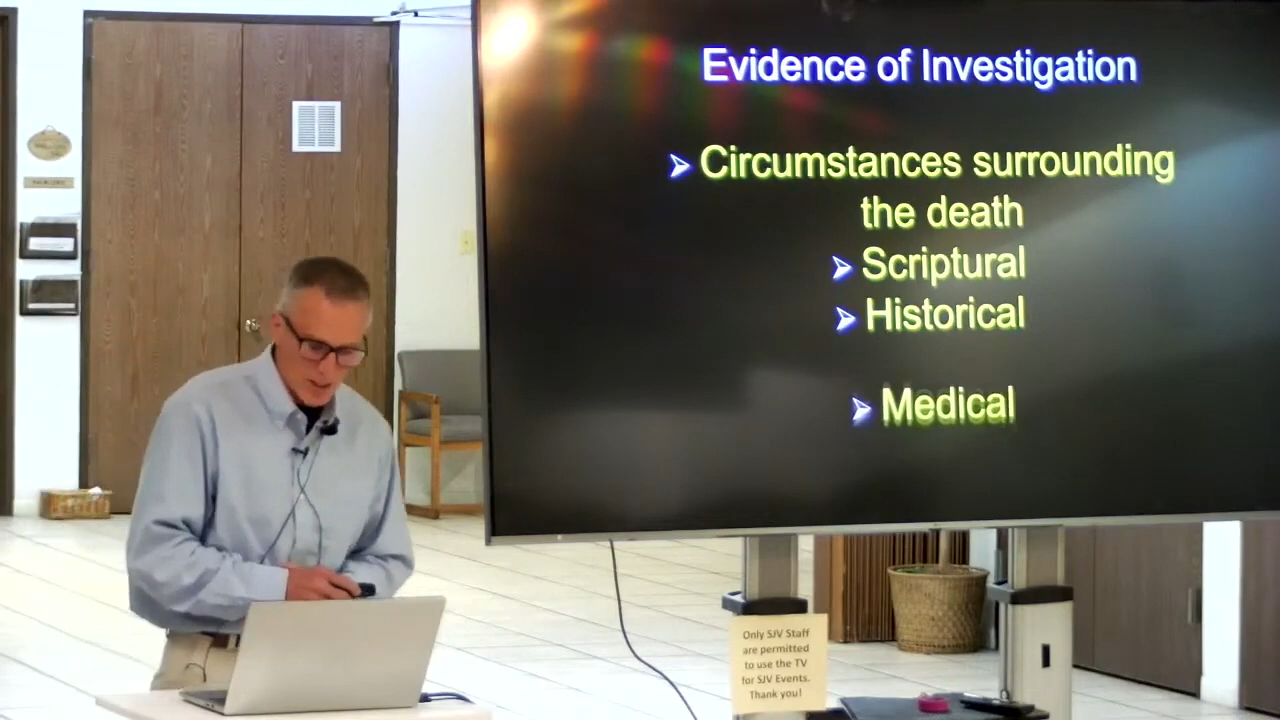 Evidence of Investigation
➢ Circumstances surrounding
the death
➢ Scriptural
➢ Historical
➢ Medical
Only SJV Staff
are permitted
to use the TV
for SJV Events.
Thank you!